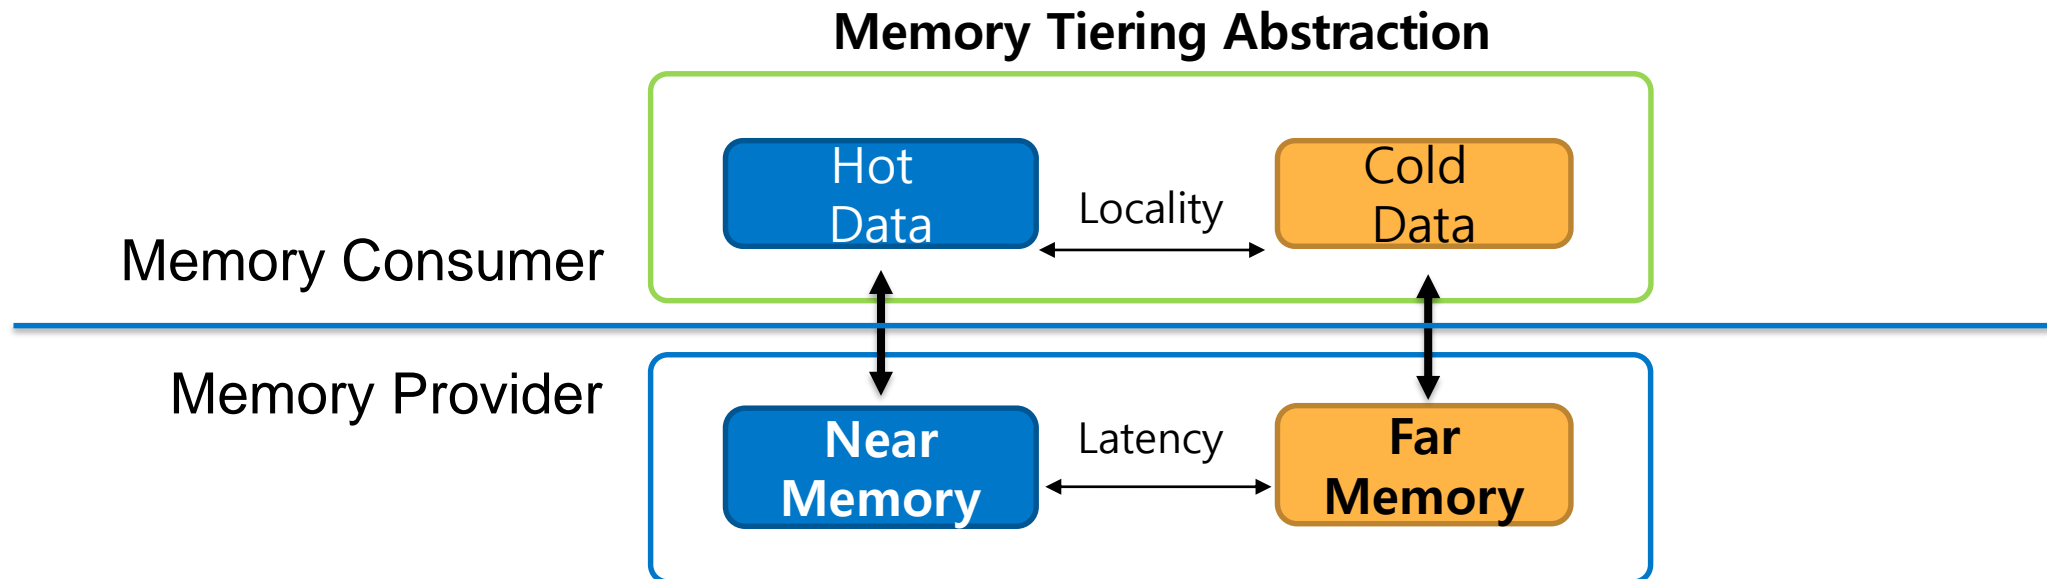 Memory Tiering Abstraction
Hot
Data
Locality
Cold
Data
Memory Consumer
Memory Provider
Near
Memory
Latency
Far
Memory